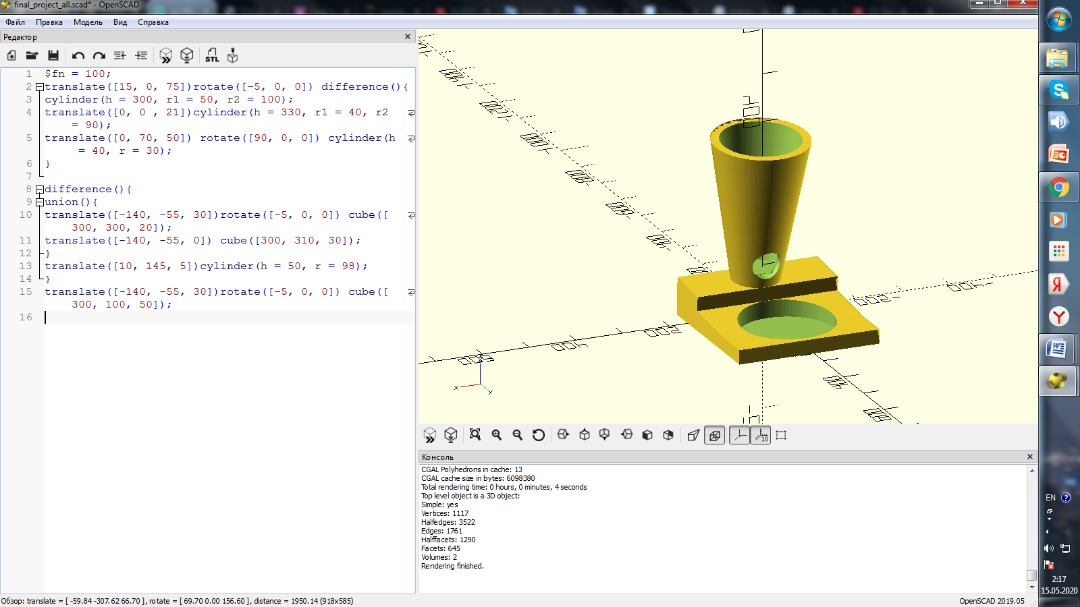 final_project_all.scad* - OpenSCAD
Файл Правка Модель Вид Справка
Редактор
STL
1 $fn = 100;
2 translate([15, 0, 75])rotate([-5, 0, 0]) difference(){
3 cylinder(h = 300, r1 = 50, r2 = 100);
4 translate([0, 0 , 21])cylinder(h = 330, r1 = 40, r2
= 90);
5 translate([0, 70, 50]) rotate([90, 0, 0]) cylinder(h
= 40, r = 30);
6 }
7
8 difference(){
9 union(){
10 translate([-140, -55, 30])rotate([-5, 0, 0]) cube([
300, 300, 20]);
11 translate([-140, -55, 0]) cube([300, 310, 30]);
12 }
13 translate([10, 145, 5])cylinder(h = 50, r = 98);
14 }
15 translate([-140, -55, 30])rotate([-5, 0, 0]) cube([
300, 100, 50]);
16
x
y
Консоль
CGAL Polyhedrons in cache: 13
CGAL cache size in bytes: 6098380
Total rendering time: 0 hours, 0 minutes, 4 seconds
Top level object is a 3D object:
Simple: yes
Vertices: 1117
Halfedges: 3522
Edges: 1761
Halffacets: 1290
Facets: 645
Volumes: 2
Rendering finished.
Обзор: translate = [ -59.84 -307.62 66.70 ], rotate = [ 69.70 0.00 156.60 ], distance = 1950.14 (918x585)
OpenSCAD 2019.05
EN
2:17
15.05.2020